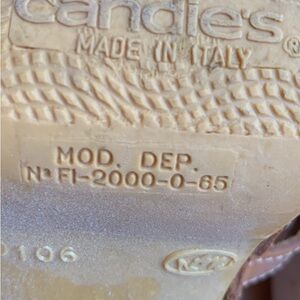 Candie's®
MADE IN ITALY
MOD. DEP.
No FI-2000-0-65
0106